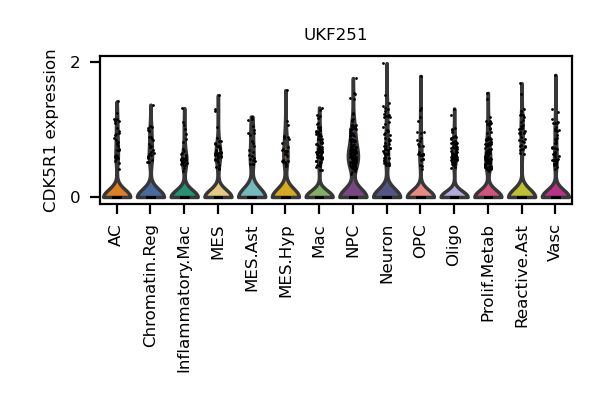 UKF251
CDK5R1 expression
2
0
AC
Chromatin.Reg
Inflammatory.Mac
MES
MES.Ast
MES.Hyp
Mac
NPC
Neuron
OPC
Oligo
Prolif.Metab
Reactive.Ast
Vasc